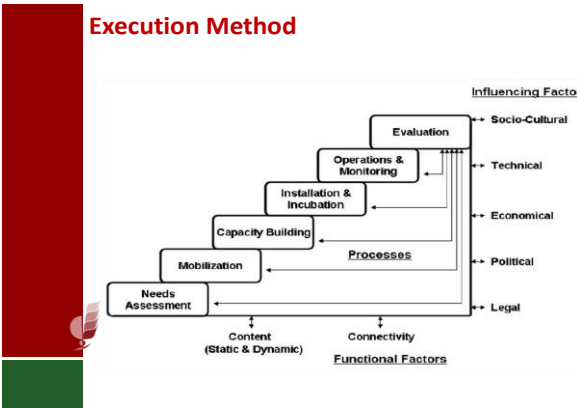 Execution Method
Influencing Facto
Socio-Cultural
Evaluation
Operations &
Monitoring
Technical
Installation &
Incubation
Economical
Capacity Building
Processes
Political
Mobilization
Needs
Assessment
Legal
Content
(Static & Dynamic)
Connectivity
Functional Factors